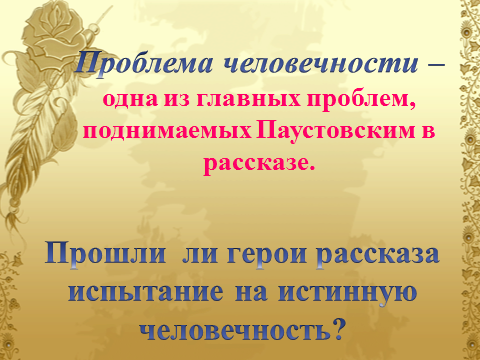 Проблема человечности –
одна из главных проблем,
поднимаемых Паустовским в
рассказе.
Прошли ли герои рассказа
испытание на истинную
человечность?